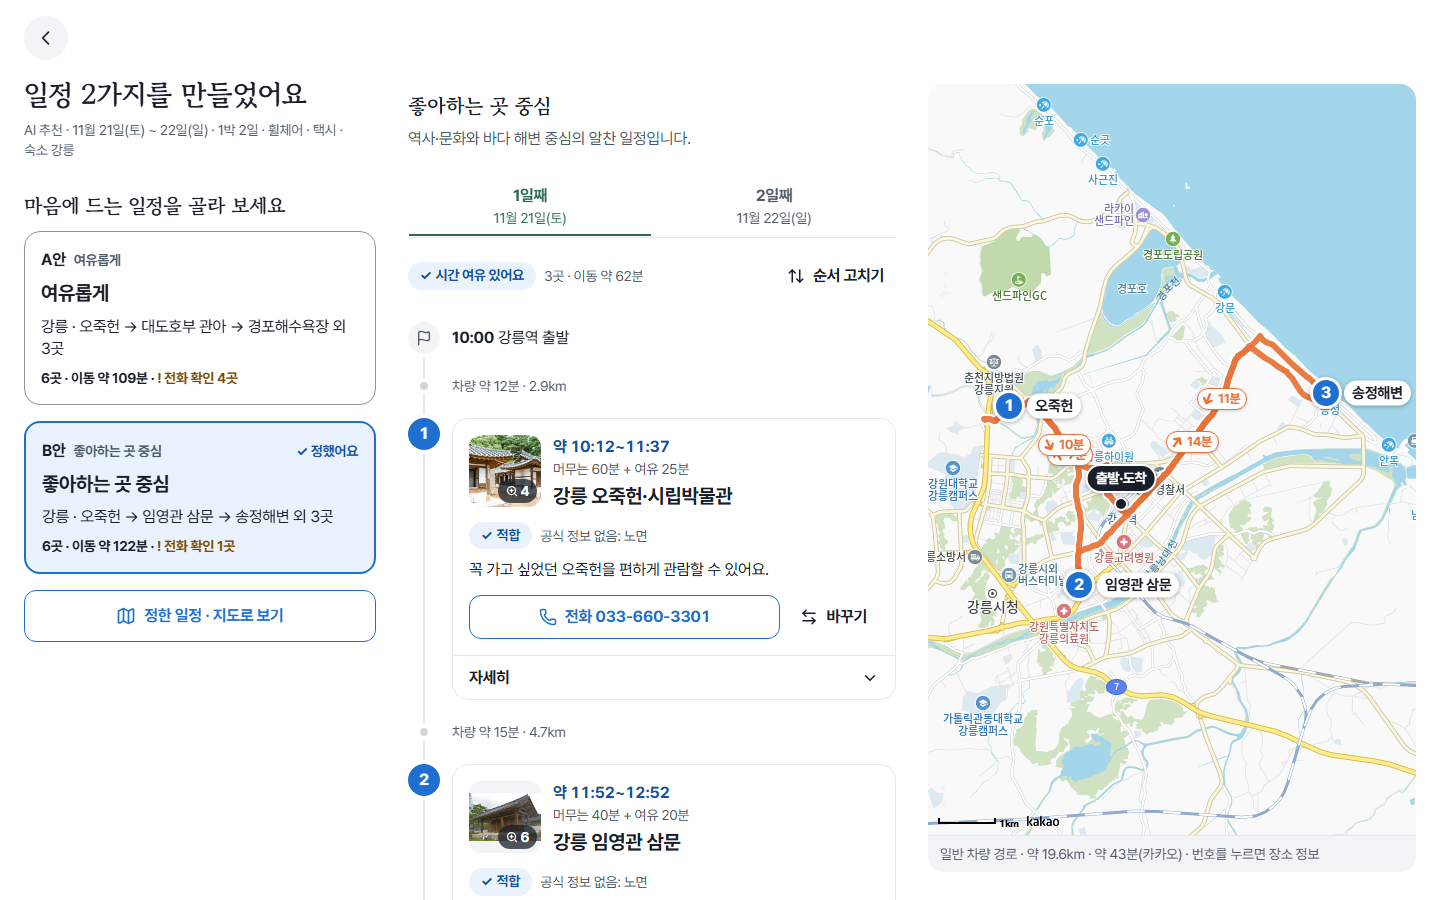 일정 2가지를 만들었어요
AI 추천 · 11월 21일(토) ~ 22일(일) · 1박 2일 · 휠체어 · 택시 ·
숙소 강릉
마음에 드는 일정을 골라 보세요
A안 여유롭게
여유롭게
강릉 · 오죽헌 → 대도호부 관아 → 경포해수욕장 외
3곳
6곳 · 이동 약 109분 · ! 전화 확인 4곳
B안 좋아하는 곳 중심
✓ 정했어요
좋아하는 곳 중심
강릉 · 오죽헌 → 임영관 삼문 → 송정해변 외 3곳
6곳 · 이동 약 122분 · ! 전화 확인 1곳
정한 일정 · 지도로 보기
좋아하는 곳 중심
역사·문화와 바다 해변 중심의 알찬 일정입니다.
1일째
11월 21일(토)
2일째
11월 22일(일)
✓ 시간 여유 있어요
3곳 · 이동 약 62분
순서 고치기
10:00 강릉역 출발
차량 약 12분 · 2.9km
1
4
약 10:12~11:37
머무는 60분 + 여유 25분
강릉 오죽헌·시립박물관
✓ 적합
공식 정보 없음: 노면
꼭 가고 싶었던 오죽헌을 편하게 관람할 수 있어요.
전화 033-660-3301
바꾸기
자세히
차량 약 15분 · 4.7km
2
6
약 11:52~12:52
머무는 40분 + 여유 20분
강릉 임영관 삼문
✓ 적합
공식 정보 없음: 노면
순포
순긋
사근진
라카이
샌드파인
경포도립공원
샌드파인GC
경포호
경포천
강문
춘천지방법원
강릉지원
1
오죽헌
11분
3
송정해변
10분
14분
릉하이원
안목
강원대학교
강릉캠퍼스
출발·도착
경찰서
강릉고려병원
릉소방서
강릉시외
버스터미널
2
임영관 삼문
강릉시청
강원특별자치도
강릉의료원
7
가톨릭관동대학교
강릉캠퍼스
1km
kakao
일반 차량 경로 · 약 19.6km · 약 43분(카카오) · 번호를 누르면 장소 정보